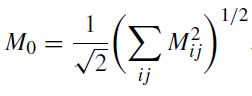 $M_0 = \frac{1}{\sqrt{2}} \left( \sum_{ij} M_{ij}^2 \right)^{1/2}.$